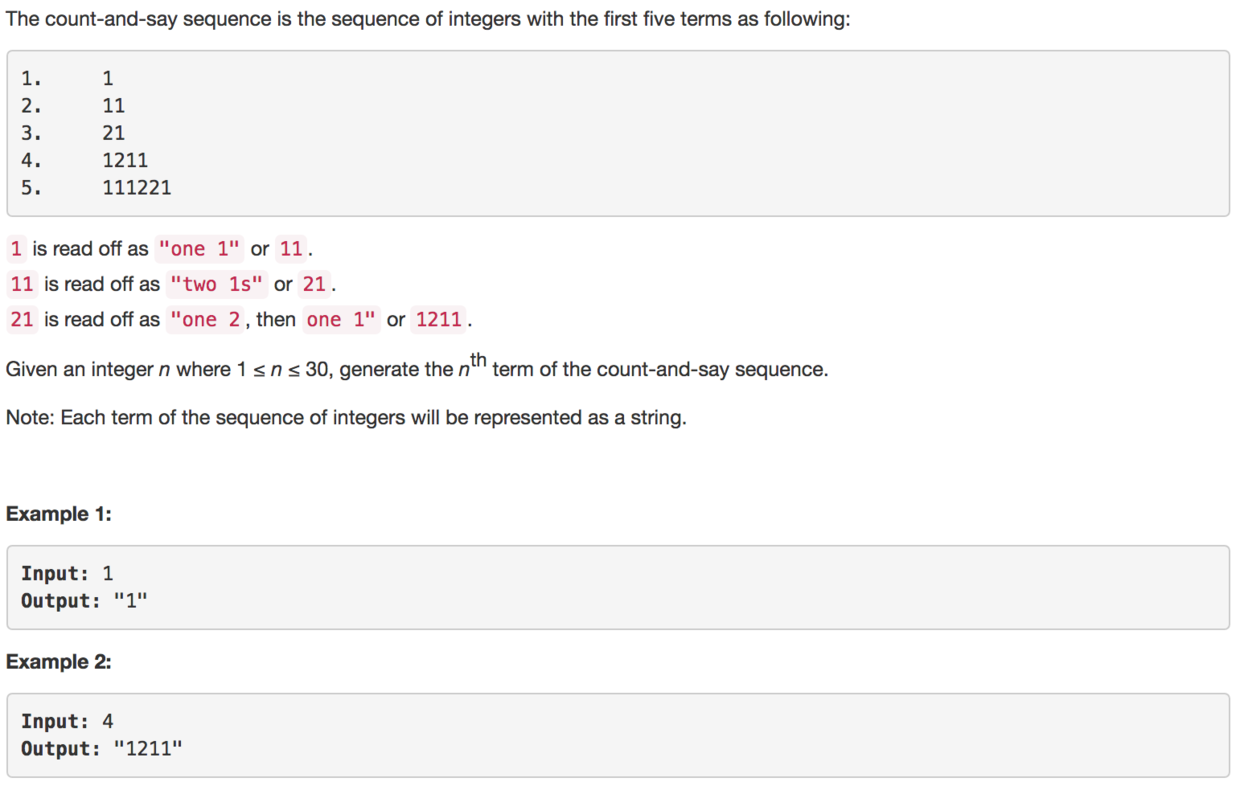 The count-and-say sequence is the sequence of integers with the first five terms as following:
1. 1
2. 11
3. 21
4. 1211
5. 111221
1 is read off as "one 1" or 11.
11 is read off as "two 1s" or 21.
21 is read off as "one 2, then one 1" or 1211.
Given an integer n where 1 ≤ n ≤ 30, generate the nth term of the count-and-say sequence.
Note: Each term of the sequence of integers will be represented as a string.
Example 1:
Input: 1
Output: "1"
Example 2:
Input: 4
Output: "1211"